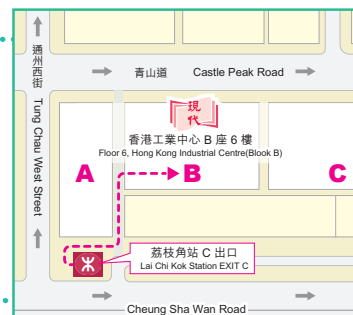 通州西街 Tung Chau West Street
青山道 Castle Peak Road
現代
香港工業中心 B 座 6 樓
Floor 6, Hong Kong Industrial Centre(Blook B)
A B C
荔枝角站 C 出口
Lai Chi Kok Station EXIT C
Cheung Sha Wan Road